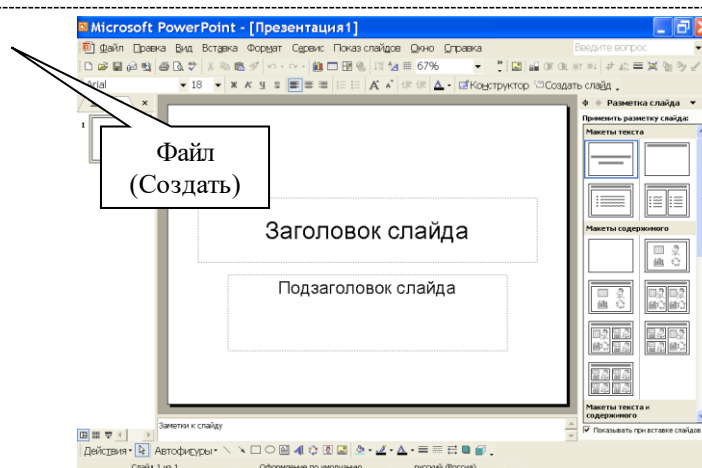 Microsoft PowerPoint - [Презентация1]
Файл Правка Вид Вставка Формат Сервис Показ слайдов Окно Справка
Введите вопрос
67%
Arial 18 Ж К Ч S Конструктор Создать слайд
Разметка слайда
Применить разметку слайда:
Макеты текста
1
Файл
(Создать)
Заголовок слайда
Подзаголовок слайда
Макеты содержимого
Макеты текста и
содержимого
Показывать при вставке слайдов
Заметки к слайду
Действия Автофигуры
Слайд 1 из 1 Оформление по умолчанию русский (Россия)